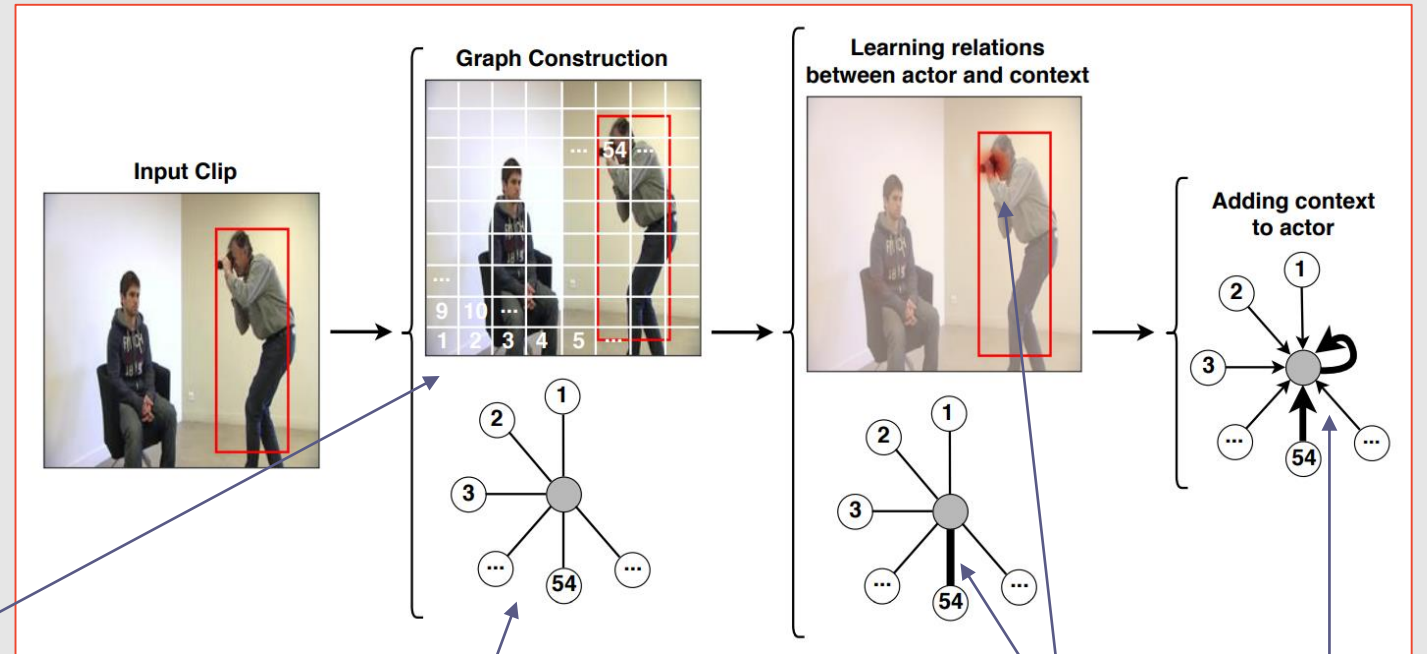 Input Clip
Graph Construction
... 54 ...
...
9 10 ...
1 2 3 4 5 ...
1
2
3
...
54
...
Learning relations
between actor and context
1
2
3
...
54
...
Adding context
to actor
1
2
3
...
54
...